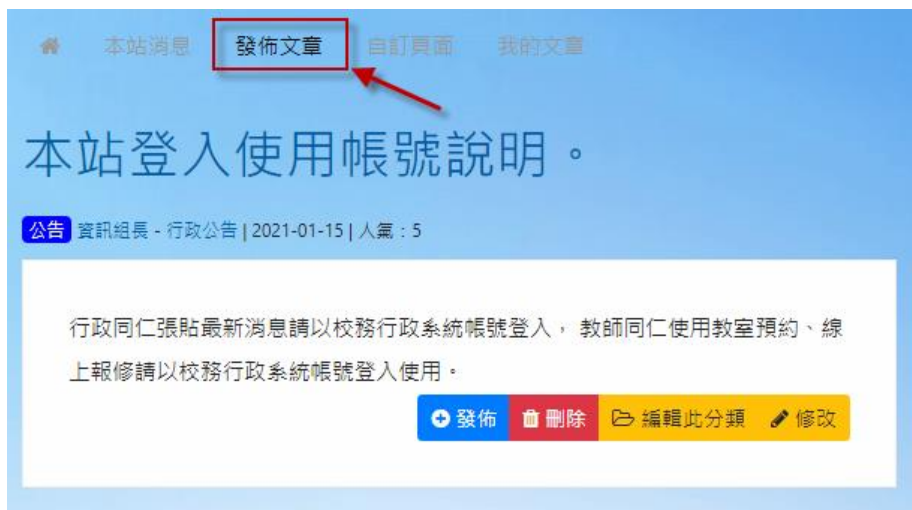 本站消息 發佈文章 自訂頁面 我的文章
本站登入使用帳號說明。
公告 資訊組長 - 行政公告 | 2021-01-15 | 人氣：5
行政同仁張貼最新消息請以校務行政系統帳號登入， 教師同仁使用教室預約、線
上報修請以校務行政系統帳號登入使用。
發佈 刪除 編輯此分類 修改